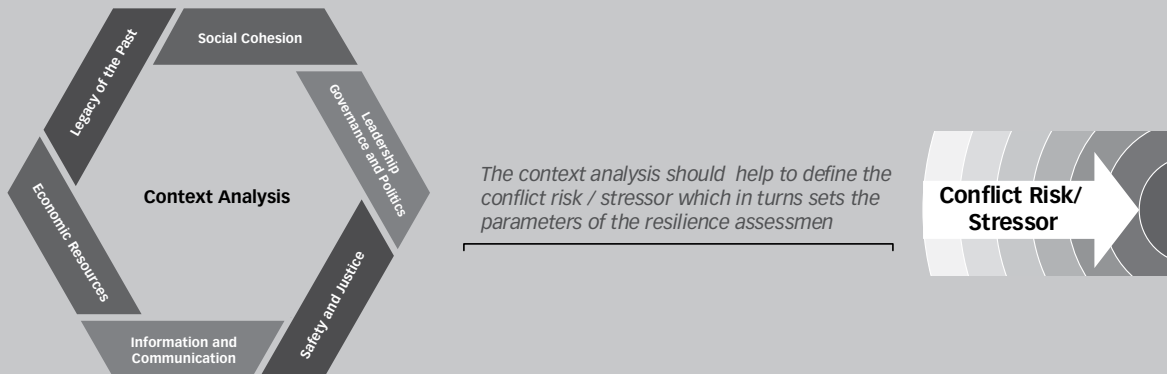 Social Cohesion
Legacy of the Past
Leadership
Governance and Politics
Context Analysis
Economic Resources
Safety and Justice
Information and
Communication
The context analysis should  help to define the
conflict risk / stressor which in turns sets the
parameters of the resilience assessmen
Conflict Risk/
Stressor